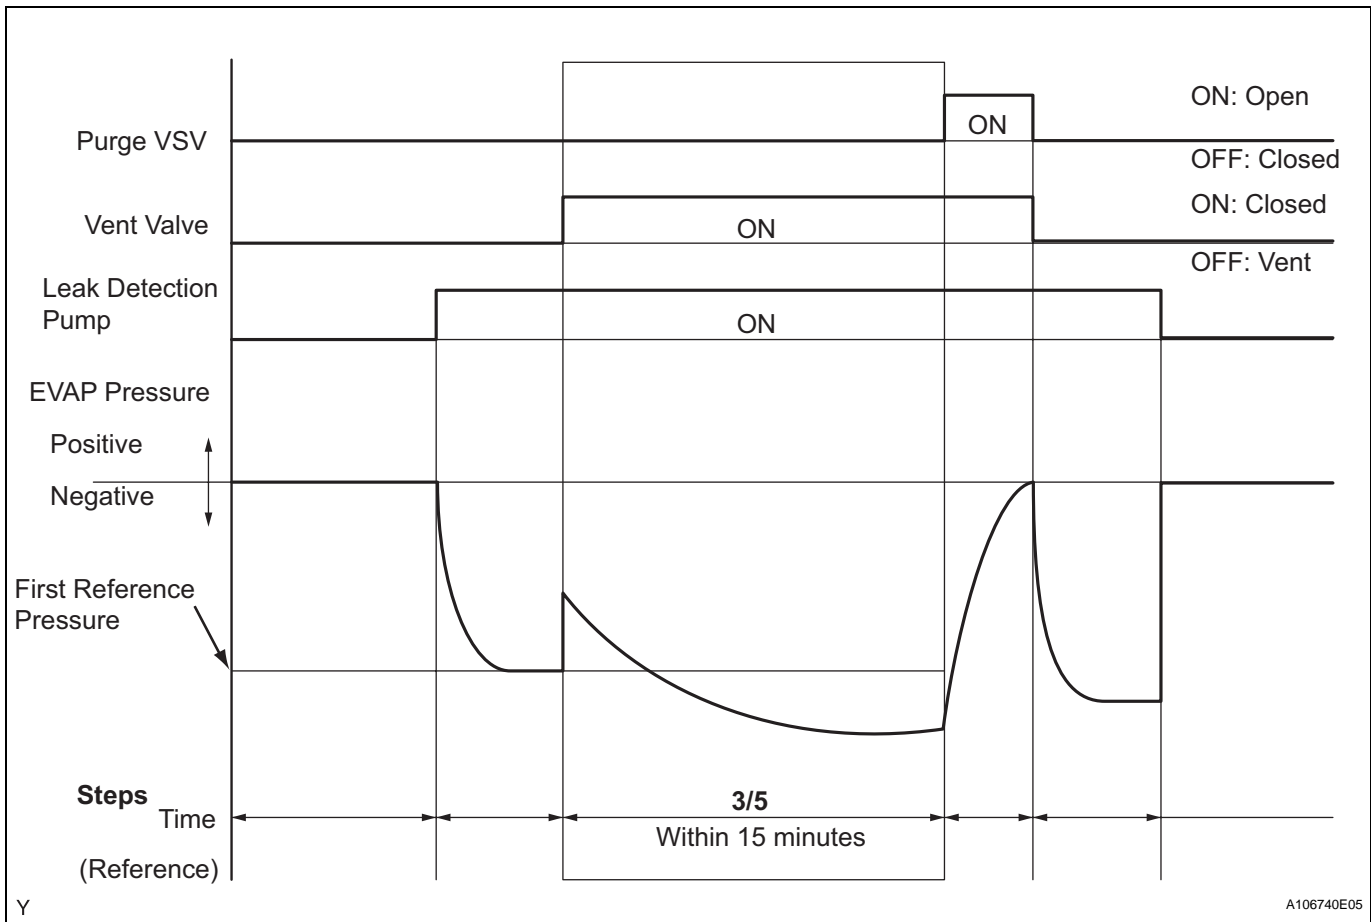 ON: Open
Purge VSV
ON
OFF: Closed
Vent Valve
ON
ON: Closed
OFF: Vent
Leak Detection
Pump
ON
EVAP Pressure
Positive
Negative
First Reference
Pressure
Steps
3/5
Time
Within 15 minutes
(Reference)
Y
A106740E05